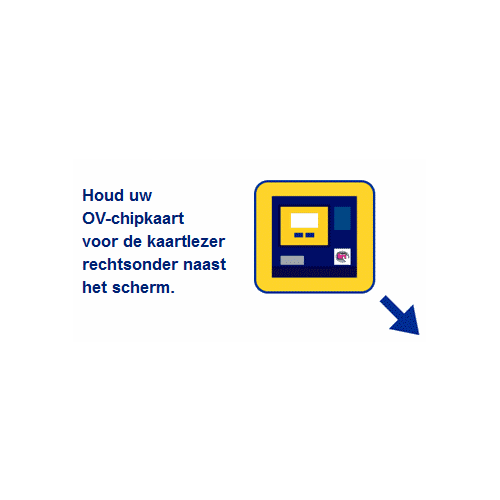 Houd uw
OV-chipkaart
voor de kaartlezer
rechtsonder naast
het scherm.